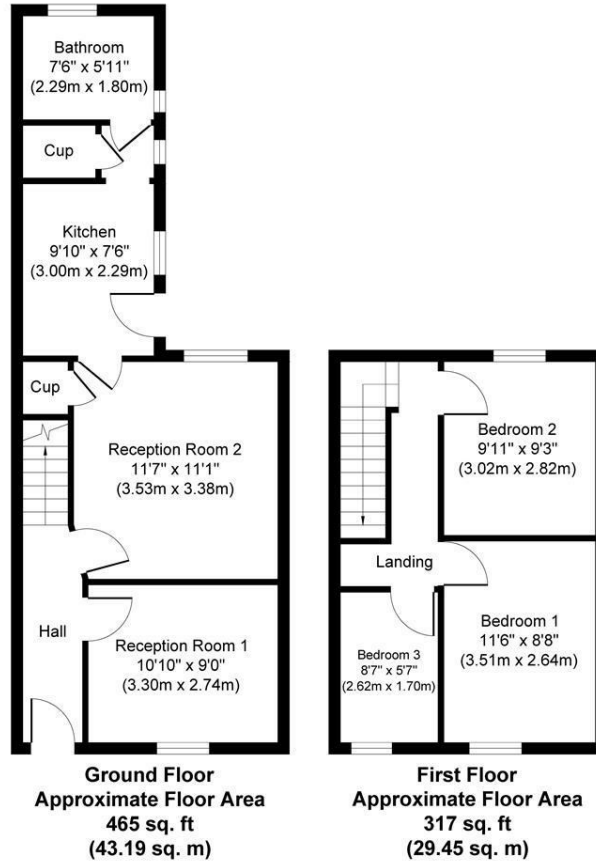 Bathroom
7'6" x 5'11"
(2.29m x 1.80m)
Cup
Kitchen
9'10" x 7'6"
(3.00m x 2.29m)
Cup
Reception Room 2
11'7" x 11'1"
(3.53m x 3.38m)
Hall
Reception Room 1
10'10" x 9'0"
(3.30m x 2.74m)
Ground Floor
Approximate Floor Area
465 sq. ft
(43.19 sq. m)
Bedroom 2
9'11" x 9'3"
(3.02m x 2.82m)
Landing
Bedroom 1
11'6" x 8'8"
(3.51m x 2.64m)
Bedroom 3
8'7" x 5'7"
(2.62m x 1.70m)
First Floor
Approximate Floor Area
317 sq. ft
(29.45 sq. m)